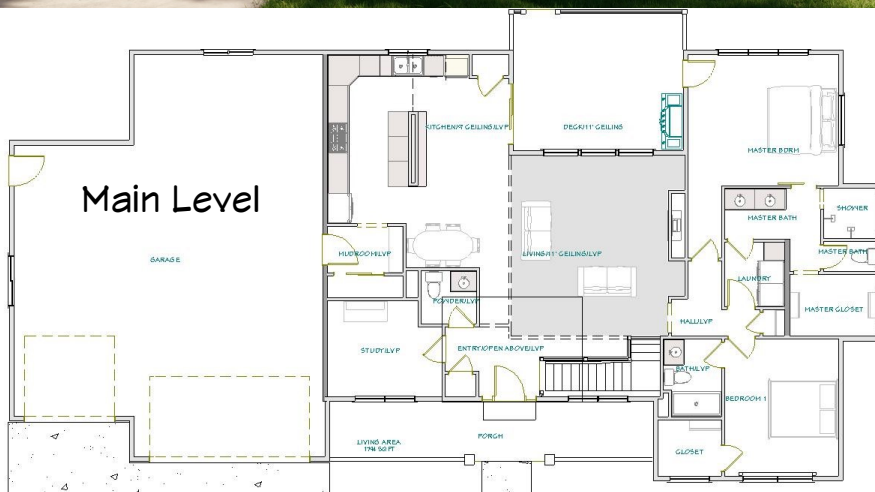 KITCHEN/9' CEILING/LVP
DECK/11' CEILING
MASTER BDRM
Main Level
MASTER BATH
SHOWER
GARAGE
MUDROOM/LVP
LIVING/11' CEILING/LVP
MASTER BATH
LAUNDRY
POWDER/LVP
MASTER CLOSET
HALL/LVP
STUDY/LVP
ENTRY/OPEN ABOVE/LVP
BATH/LVP
BEDROOM 1
PORCH
LIVING AREA
SQ FT
CLOSET